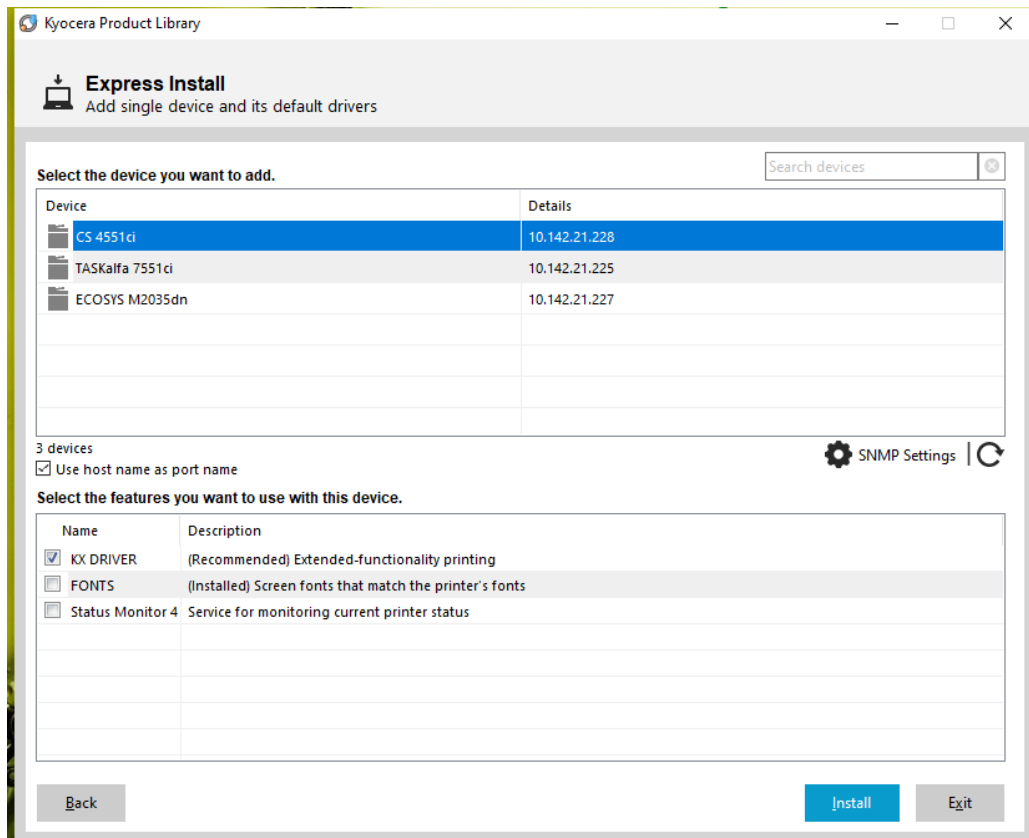 Kyocera Product Library
Express Install
Add single device and its default drivers
Select the device you want to add.
Search devices
Device Details
CS 4551ci 10.142.21.228
TASKalfa 7551ci 10.142.21.225
ECOSYS M2035dn 10.142.21.227
3 devices
SNMP Settings
Use host name as port name
Select the features you want to use with this device.
Name Description
KX DRIVER (Recommended) Extended-functionality printing
FONTS (Installed) Screen fonts that match the printer's fonts
Status Monitor 4 Service for monitoring current printer status
Back Install Exit